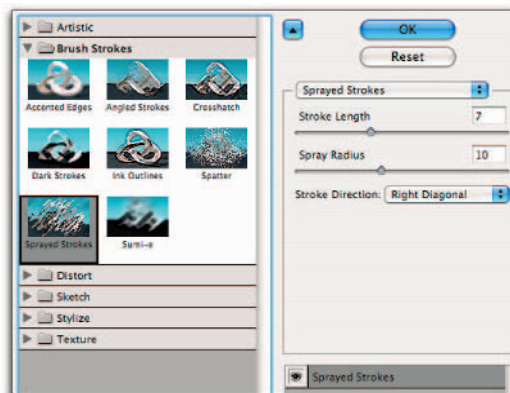 Artistic
Brush Strokes
Accented Edges
Angled Strokes
Crosshatch
Dark Strokes
Ink Outlines
Spatter
Sprayed Strokes
Sumi-e
Distort
Sketch
Stylize
Texture
OK
Reset
Sprayed Strokes
Stroke Length
7
Spray Radius
10
Stroke Direction: Right Diagonal
Sprayed Strokes